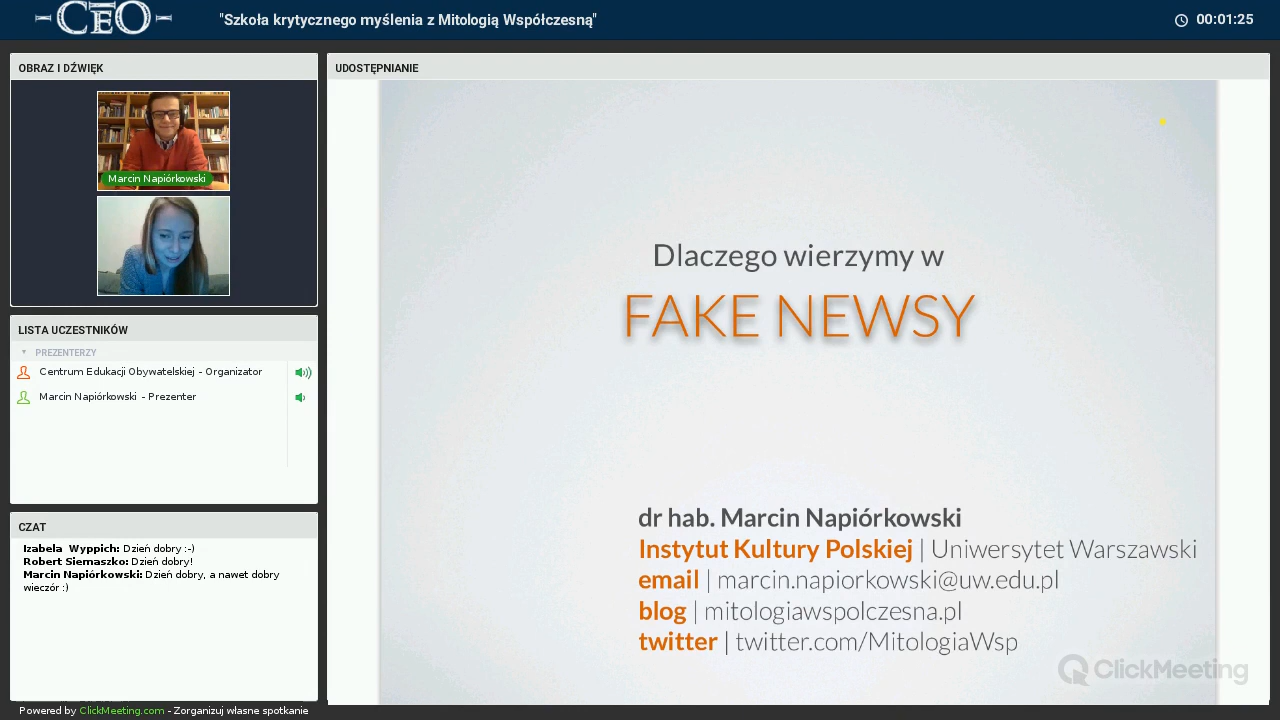 CEO
"Szkoła krytycznego myślenia z Mitologią Współczesną"
00:01:25
OBRAZ I DŹWIĘK
Marcin Napiórkowski
LISTA UCZESTNIKÓW
PREZENTERZY
Centrum Edukacji Obywatelskiej - Organizator
Marcin Napiórkowski - Prezenter
CZAT
Izabela Wyppich: Dzień dobry :-)
Robert Siemaszko: Dzień dobry!
Marcin Napiórkowski: Dzień dobry, a nawet dobry
wieczór :)
Powered by ClickMeeting.com - Zorganizuj własne spotkanie
UDOSTĘPNIANIE
Dlaczego wierzymy w
FAKE NEWSY
dr hab. Marcin Napiórkowski
Instytut Kultury Polskiej | Uniwersytet Warszawski
email | marcin.napiorkowski@uw.edu.pl
blog | mitologiawspolczesna.pl
twitter | twitter.com/MitologiaWsp
ClickMeeting